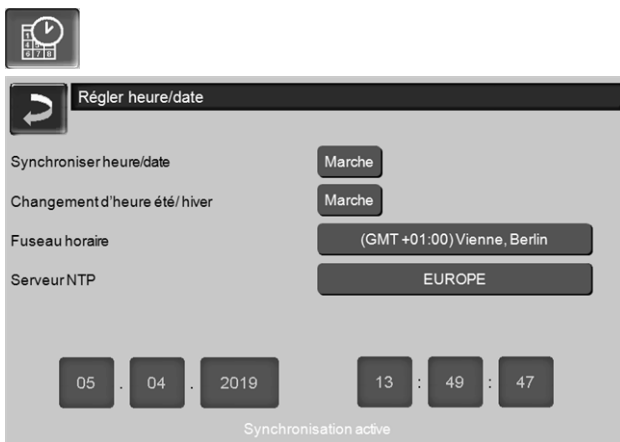 Régler heure/date
Synchroniser heure/date Marche
Changement d'heure été/ hiver Marche
Fuseau horaire (GMT +01:00) Vienne, Berlin
Serveur NTP EUROPE
05 . 04 . 2019 13 : 49 : 47
Synchronisation active